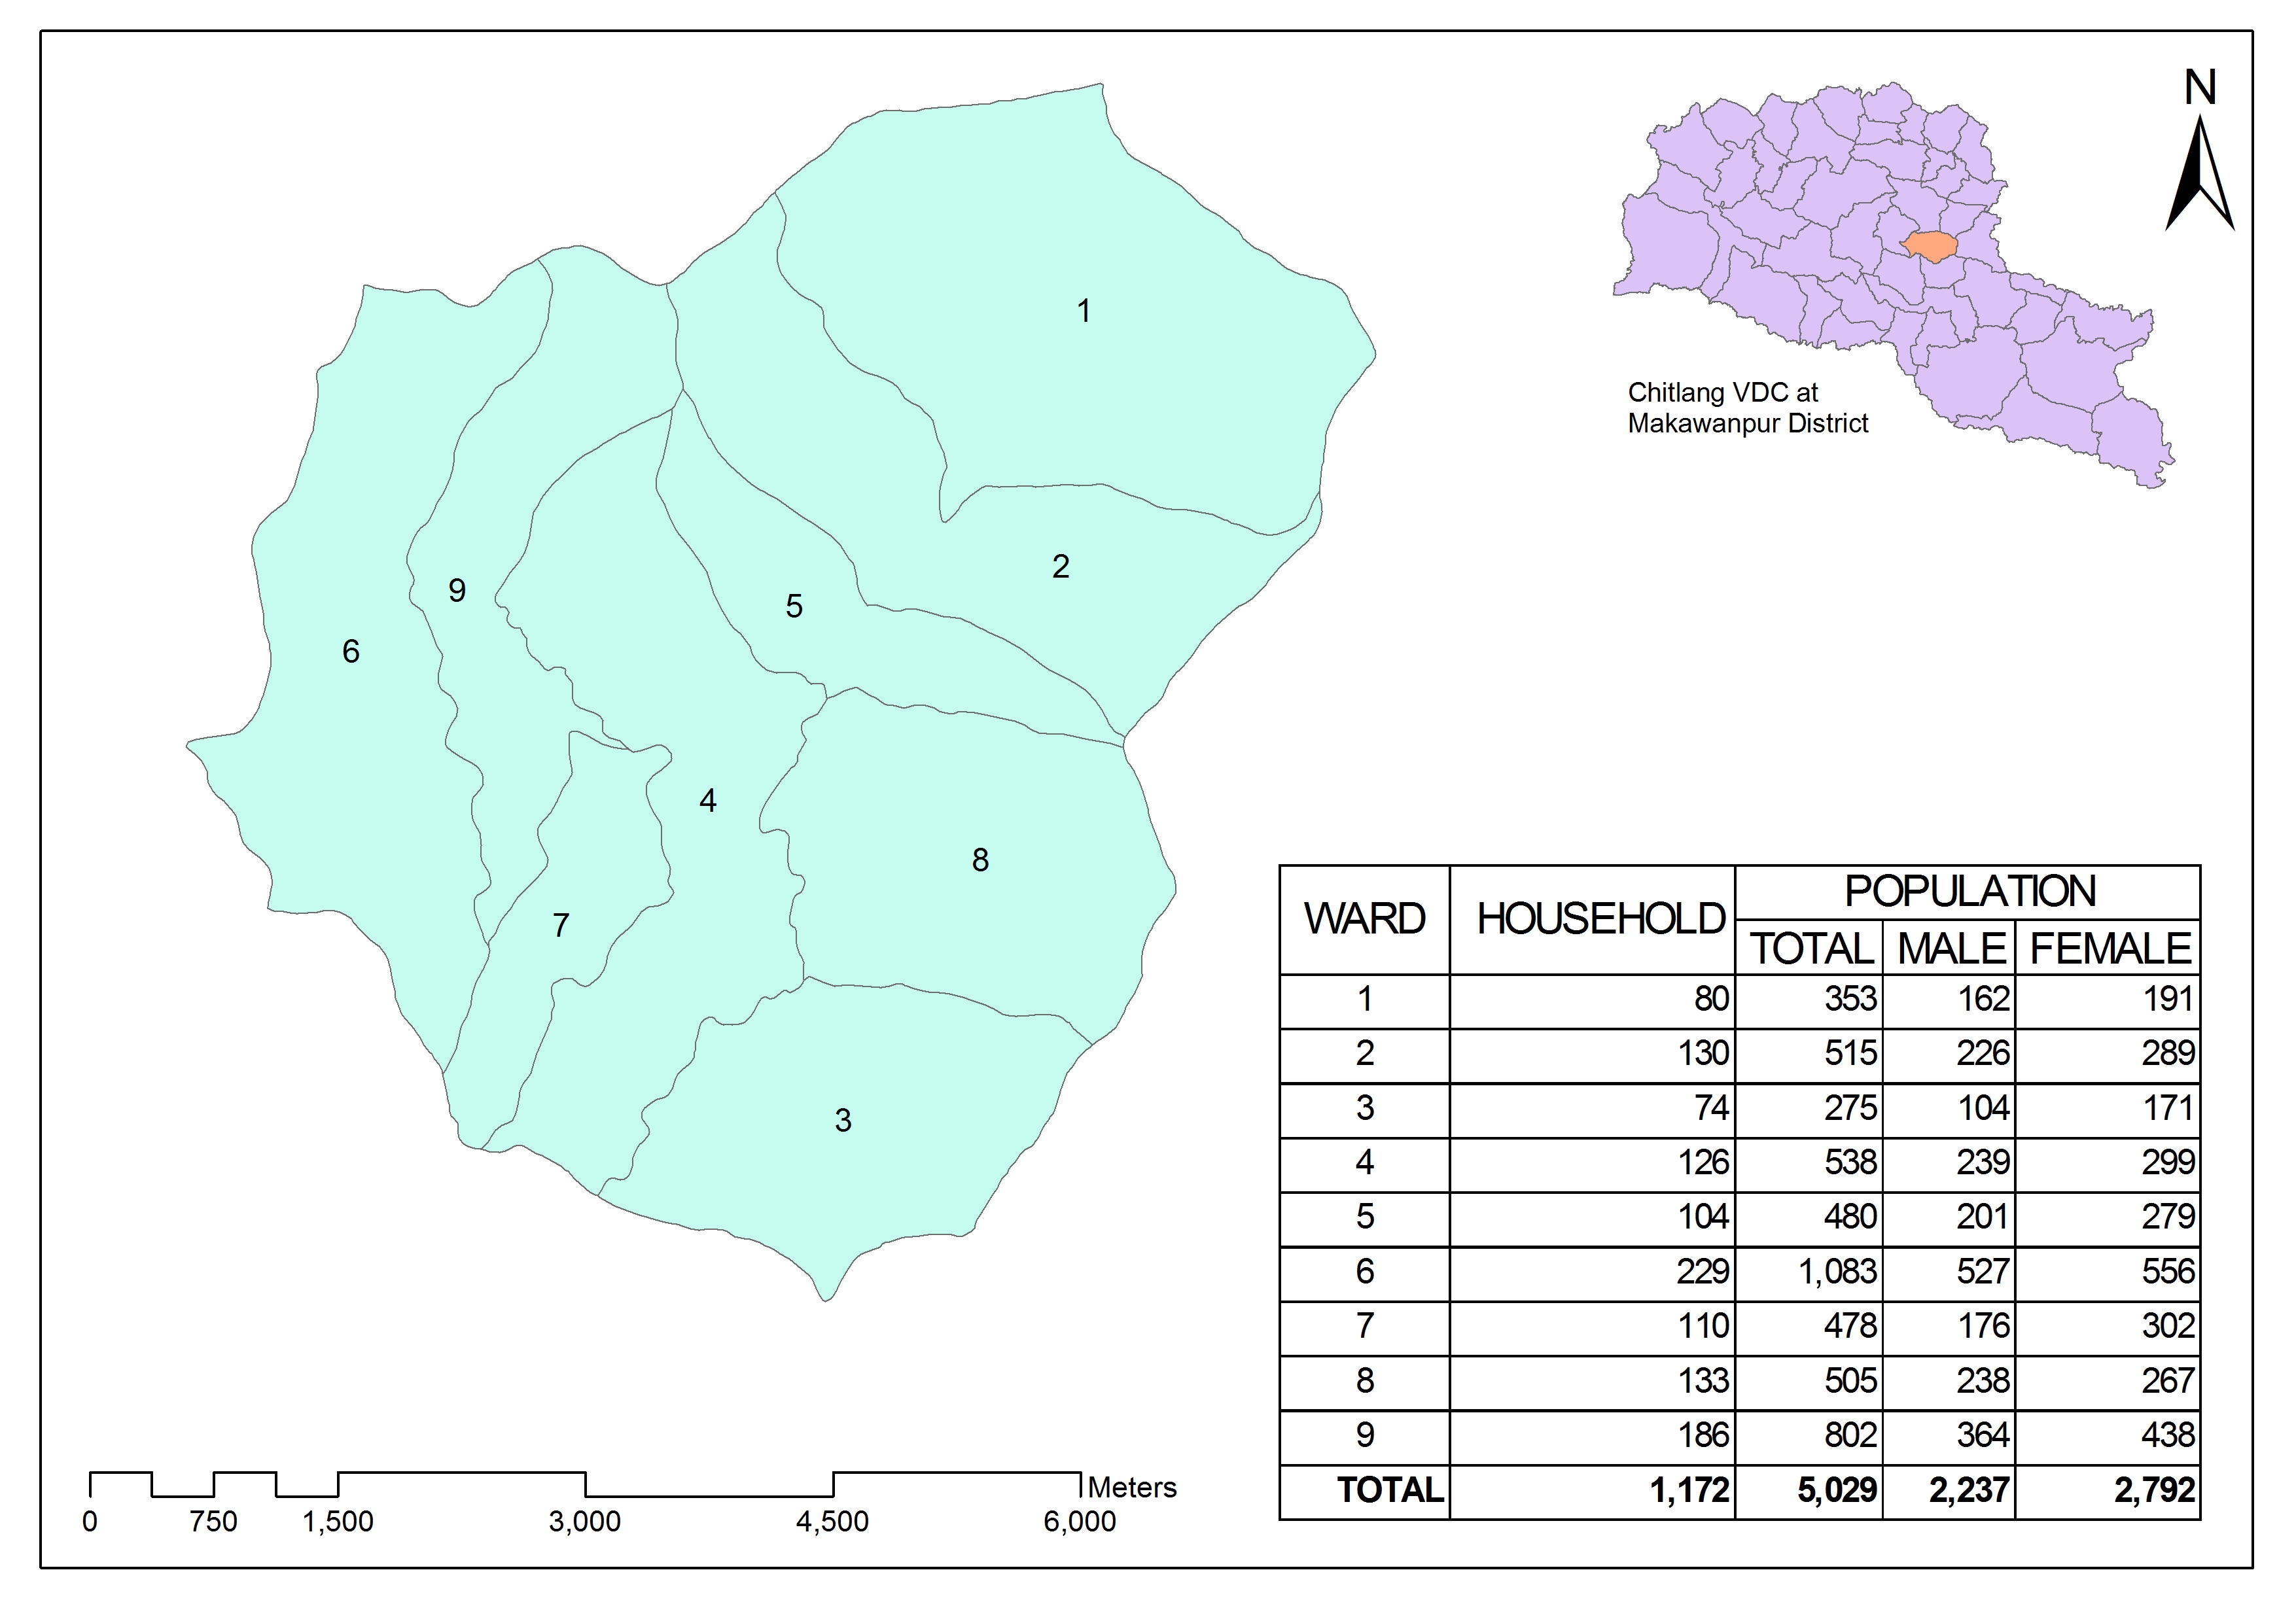 N
Chitlang VDC at
Makawanpur District
1
2
5
9
6
4
8
7
3
WARD HOUSEHOLD POPULATION
TOTAL MALE FEMALE
1 80 353 162 191
2 130 515 226 289
3 74 275 104 171
4 126 538 239 299
5 104 480 201 279
6 229 1,083 527 556
7 110 478 176 302
8 133 505 238 267
9 186 802 364 438
TOTAL 1,172 5,029 2,237 2,792
Meters
0 750 1,500 3,000 4,500 6,000